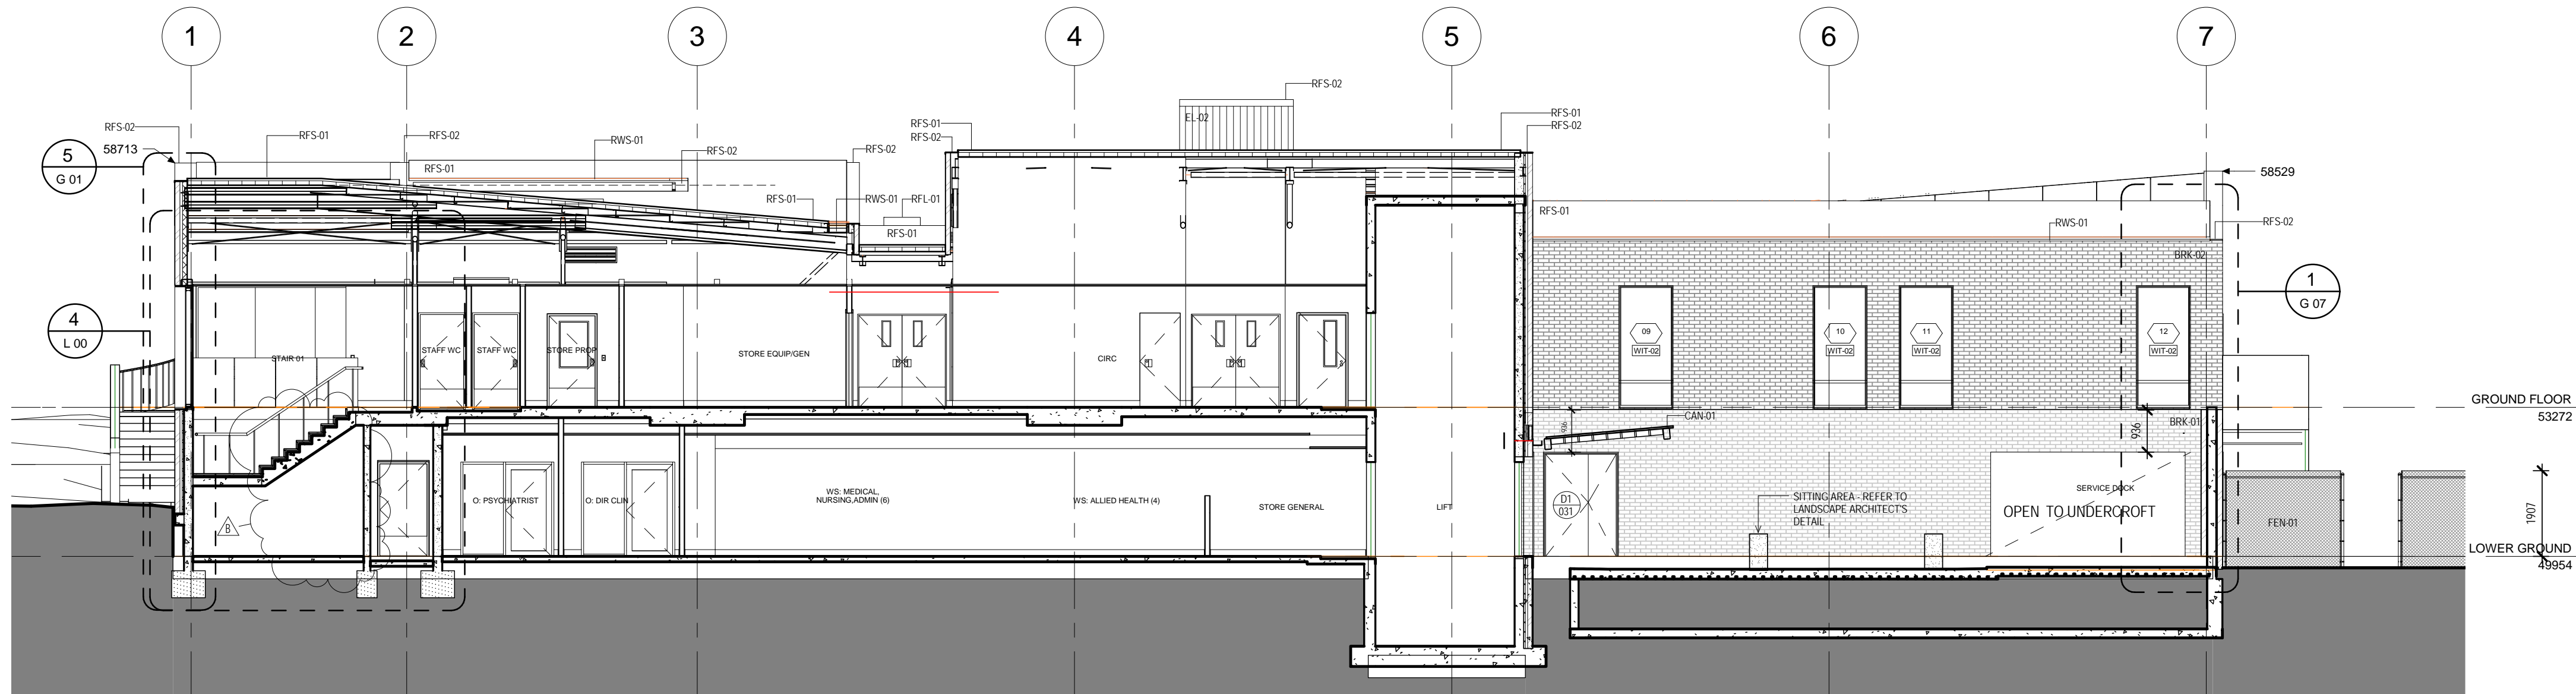 1
2
3
4
5
6
7
RFS-02
RFS-01
RFS-02
58713
5
G 01
RWS-01
RFS-02
RFS-01
RFS-02
RFS-01
RWS-01
RFL-01
RFS-01
RFS-01
RFS-02
EL-02
RFS-02
RFS-01
RFS-02
58529
RFS-01
RWS-01
RFS-02
BRK-02
1
G 07
4
L 00
STAIR 01
STAFF WC
STAFF WC
STORE PROP
STORE EQUIP/GEN
CIRC
09
WIT-02
10
WIT-02
11
WIT-02
12
WIT-02
GROUND FLOOR
53272
936
CAN-01
936
BRK-01
B
O: PSYCHIATRIST
O: DIR CLIN
WS: MEDICAL,
NURSING,ADMIN (6)
WS: ALLIED HEALTH (4)
STORE GENERAL
LIFT
D1
031
SITTING AREA - REFER TO
LANDSCAPE ARCHITECT'S
DETAIL
SERVICE DOCK
OPEN TO UNDERCROFT
FEN-01
1907
LOWER GROUND
49954